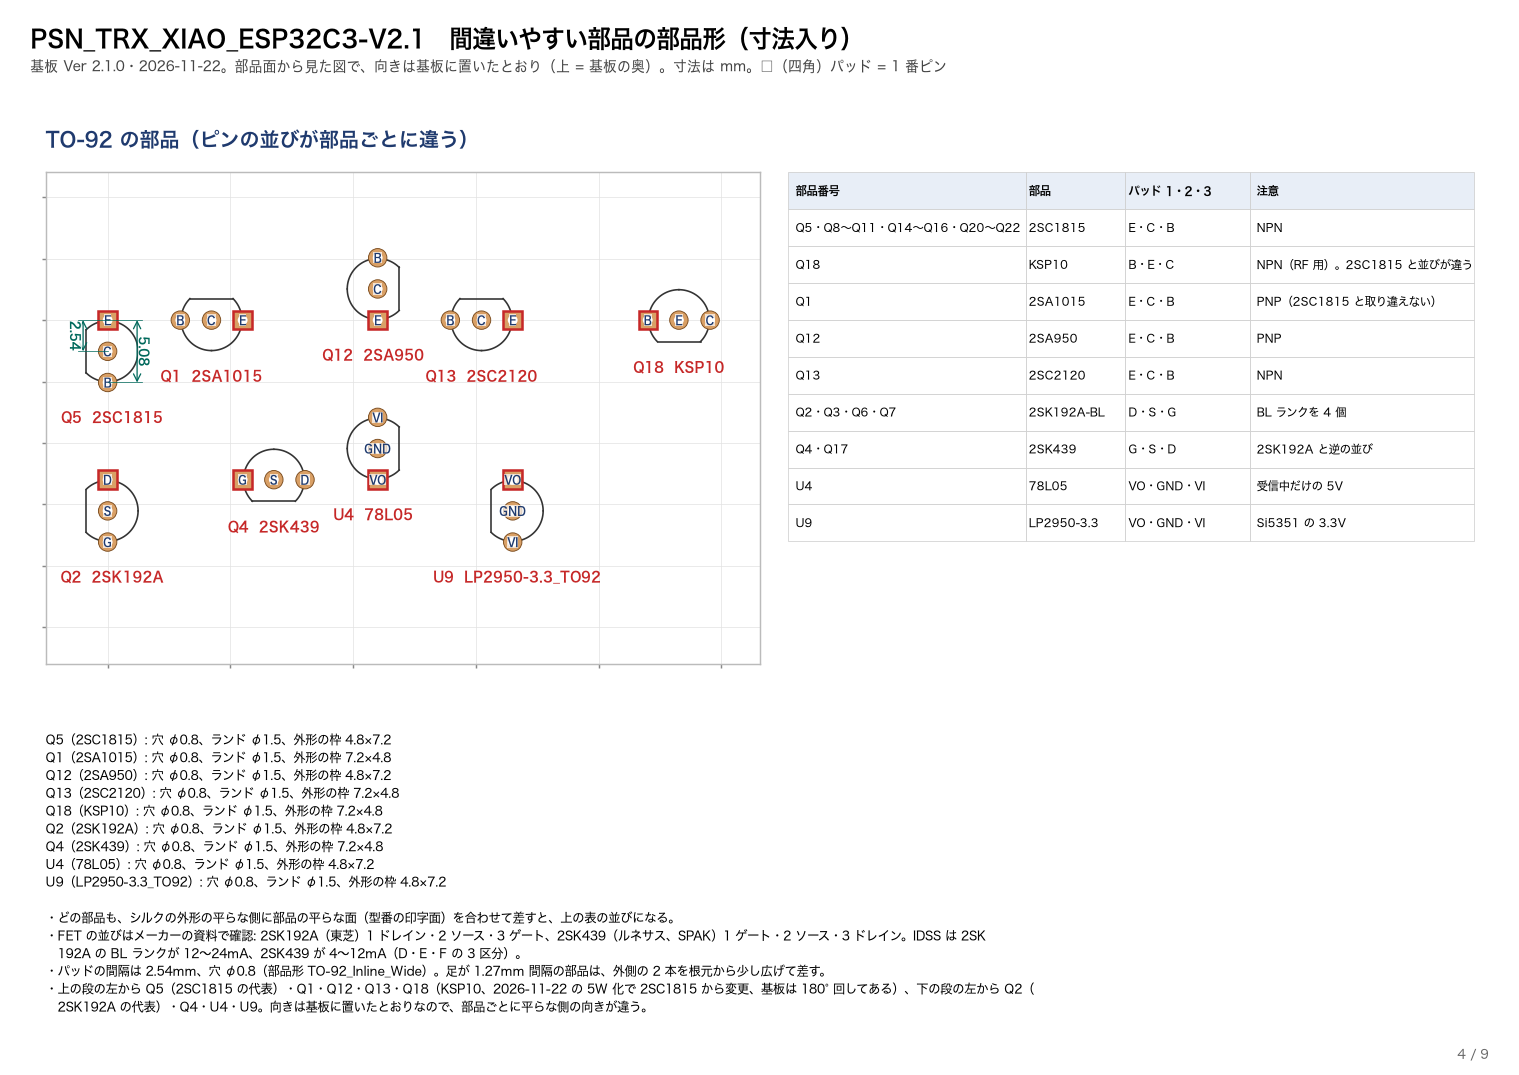 PSN_TRX_XIAO_ESP32C3-V2.1　間違いやすい部品の部品形（寸法入り）
基板 Ver 2.1.0・2026-11-22。部品面から見た図で、向きは基板に置いたとおり（上 = 基板の奥）。寸法は mm。□（四角）パッド = 1 番ピン
TO-92 の部品（ピンの並びが部品ごとに違う）
E
C
B
2.54
5.08
Q5 2SC1815
B C E
Q1 2SA1015
B
C
E
Q12 2SA950
B C E
Q13 2SC2120
B E C
Q18 KSP10
D
S
G
Q2 2SK192A
G S D
Q4 2SK439
VI
GND
VO
U4 78L05
VO
GND
VI
U9 LP2950-3.3_TO92
部品番号 部品 パッド 1・2・3 注意
Q5・Q8〜Q11・Q14〜Q16・Q20〜Q22 2SC1815 E・C・B NPN
Q18 KSP10 B・E・C NPN（RF 用）。2SC1815 と並びが違う
Q1 2SA1015 E・C・B PNP（2SC1815 と取り違えない）
Q12 2SA950 E・C・B PNP
Q13 2SC2120 E・C・B NPN
Q2・Q3・Q6・Q7 2SK192A-BL D・S・G BL ランクを 4 個
Q4・Q17 2SK439 G・S・D 2SK192A と逆の並び
U4 78L05 VO・GND・VI 受信中だけの 5V
U9 LP2950-3.3 VO・GND・VI Si5351 の 3.3V
Q5（2SC1815）: 穴 φ0.8、ランド φ1.5、外形の枠 4.8×7.2
Q1（2SA1015）: 穴 φ0.8、ランド φ1.5、外形の枠 7.2×4.8
Q12（2SA950）: 穴 φ0.8、ランド φ1.5、外形の枠 4.8×7.2
Q13（2SC2120）: 穴 φ0.8、ランド φ1.5、外形の枠 7.2×4.8
Q18（KSP10）: 穴 φ0.8、ランド φ1.5、外形の枠 7.2×4.8
Q2（2SK192A）: 穴 φ0.8、ランド φ1.5、外形の枠 4.8×7.2
Q4（2SK439）: 穴 φ0.8、ランド φ1.5、外形の枠 7.2×4.8
U4（78L05）: 穴 φ0.8、ランド φ1.5、外形の枠 4.8×7.2
U9（LP2950-3.3_TO92）: 穴 φ0.8、ランド φ1.5、外形の枠 4.8×7.2
・どの部品も、シルクの外形の平らな側に部品の平らな面（型番の印字面）を合わせて差すと、上の表の並びになる。
・FET の並びはメーカーの資料で確認: 2SK192A（東芝）1 ドレイン・2 ソース・3 ゲート、2SK439（ルネサス、SPAK）1 ゲート・2 ソース・3 ドレイン。IDSS は 2SK
192A の BL ランクが 12〜24mA、2SK439 が 4〜12mA（D・E・F の 3 区分）。
・パッドの間隔は 2.54mm、穴 φ0.8（部品形 TO-92_Inline_Wide）。足が 1.27mm 間隔の部品は、外側の 2 本を根元から少し広げて差す。
・上の段の左から Q5（2SC1815 の代表）・Q1・Q12・Q13・Q18（KSP10、2026-11-22 の 5W 化で 2SC1815 から変更、基板は 180° 回してある）、下の段の左から Q2（
2SK192A の代表）・Q4・U4・U9。向きは基板に置いたとおりなので、部品ごとに平らな側の向きが違う。
4 / 9